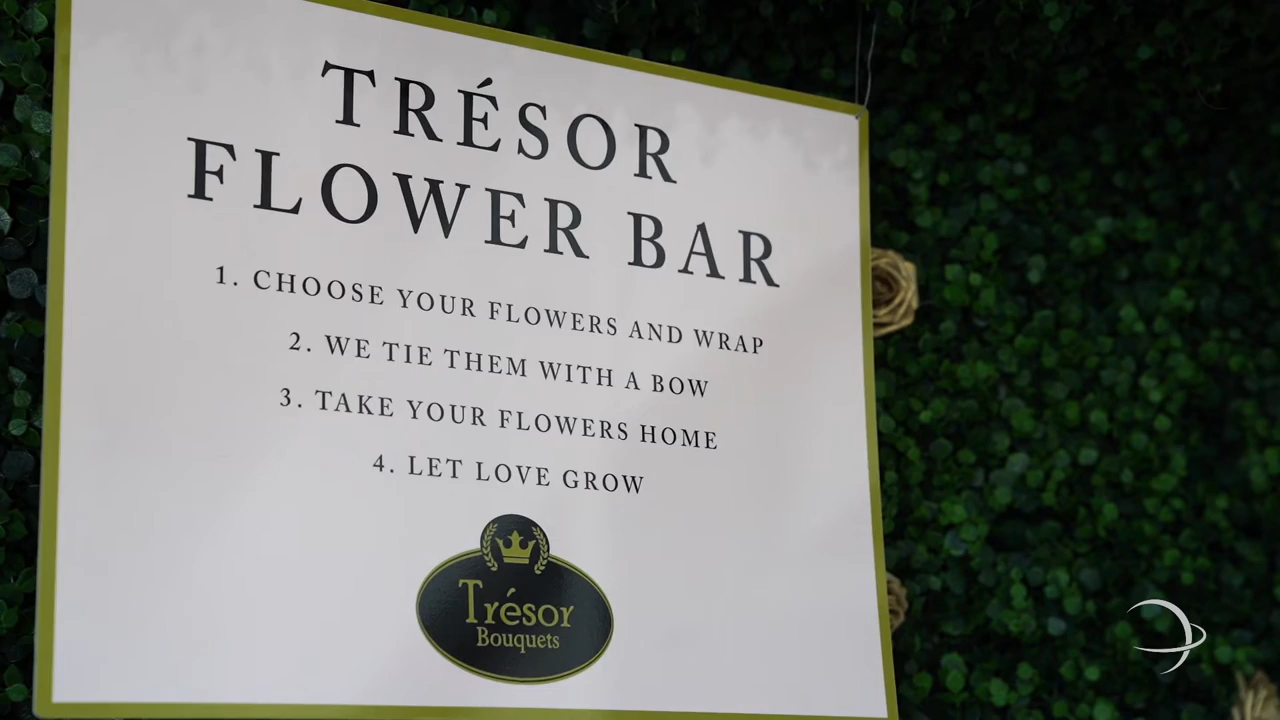 TRÉSOR
FLOWER BAR
1. CHOOSE YOUR FLOWERS AND WRAP
2. WE TIE THEM WITH A BOW
3. TAKE YOUR FLOWERS HOME
4. LET LOVE GROW
Trésor
Bouquets